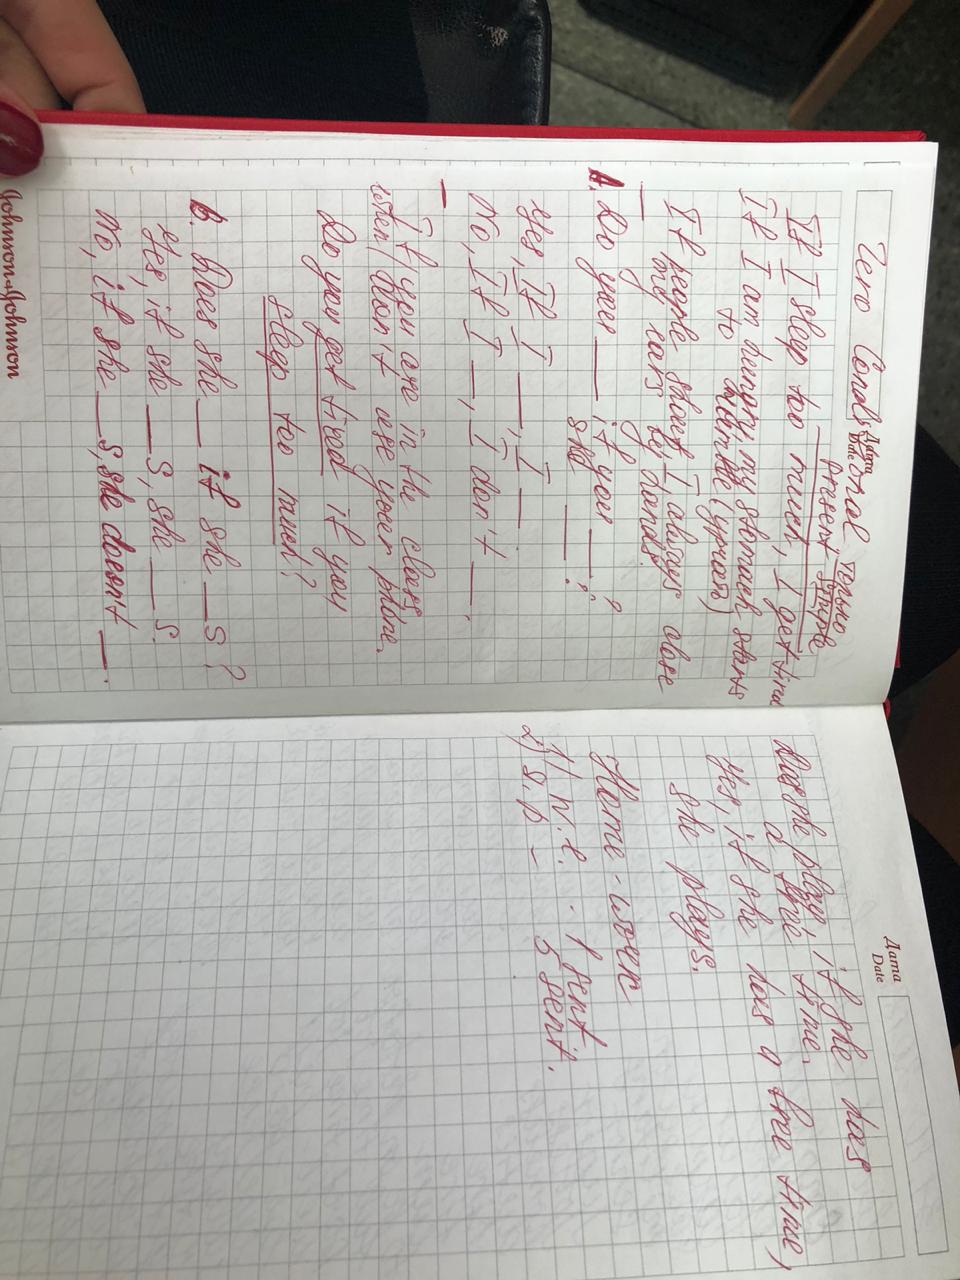 Дата
Date
Zero Conditional только
Present Simple
If I sleep too much, I get tired
If I am hungry, my stomach starts
to rumble (урчать)
If people shout, I always close
my ears by hands.
A. Do you ___ if you ___?
she ___?
Yes, If I ___, I ___.
No, If I ___, I don't ___.
If/ you are in the class,
when/ don't use your phone.
Do you get tired if you
sleep too much?
B. Does she ___ if she ___s?
Yes, if she ___s, she ___s.
No, if she ___s, she doesn't ___.
Johnson & Johnson
Дата
Date
Does she play, if she has
a free time.
Yes, if she has a free time,
she plays.
Home-work
1) w.l. - 1 sent.
2) s.p - 5 sent.